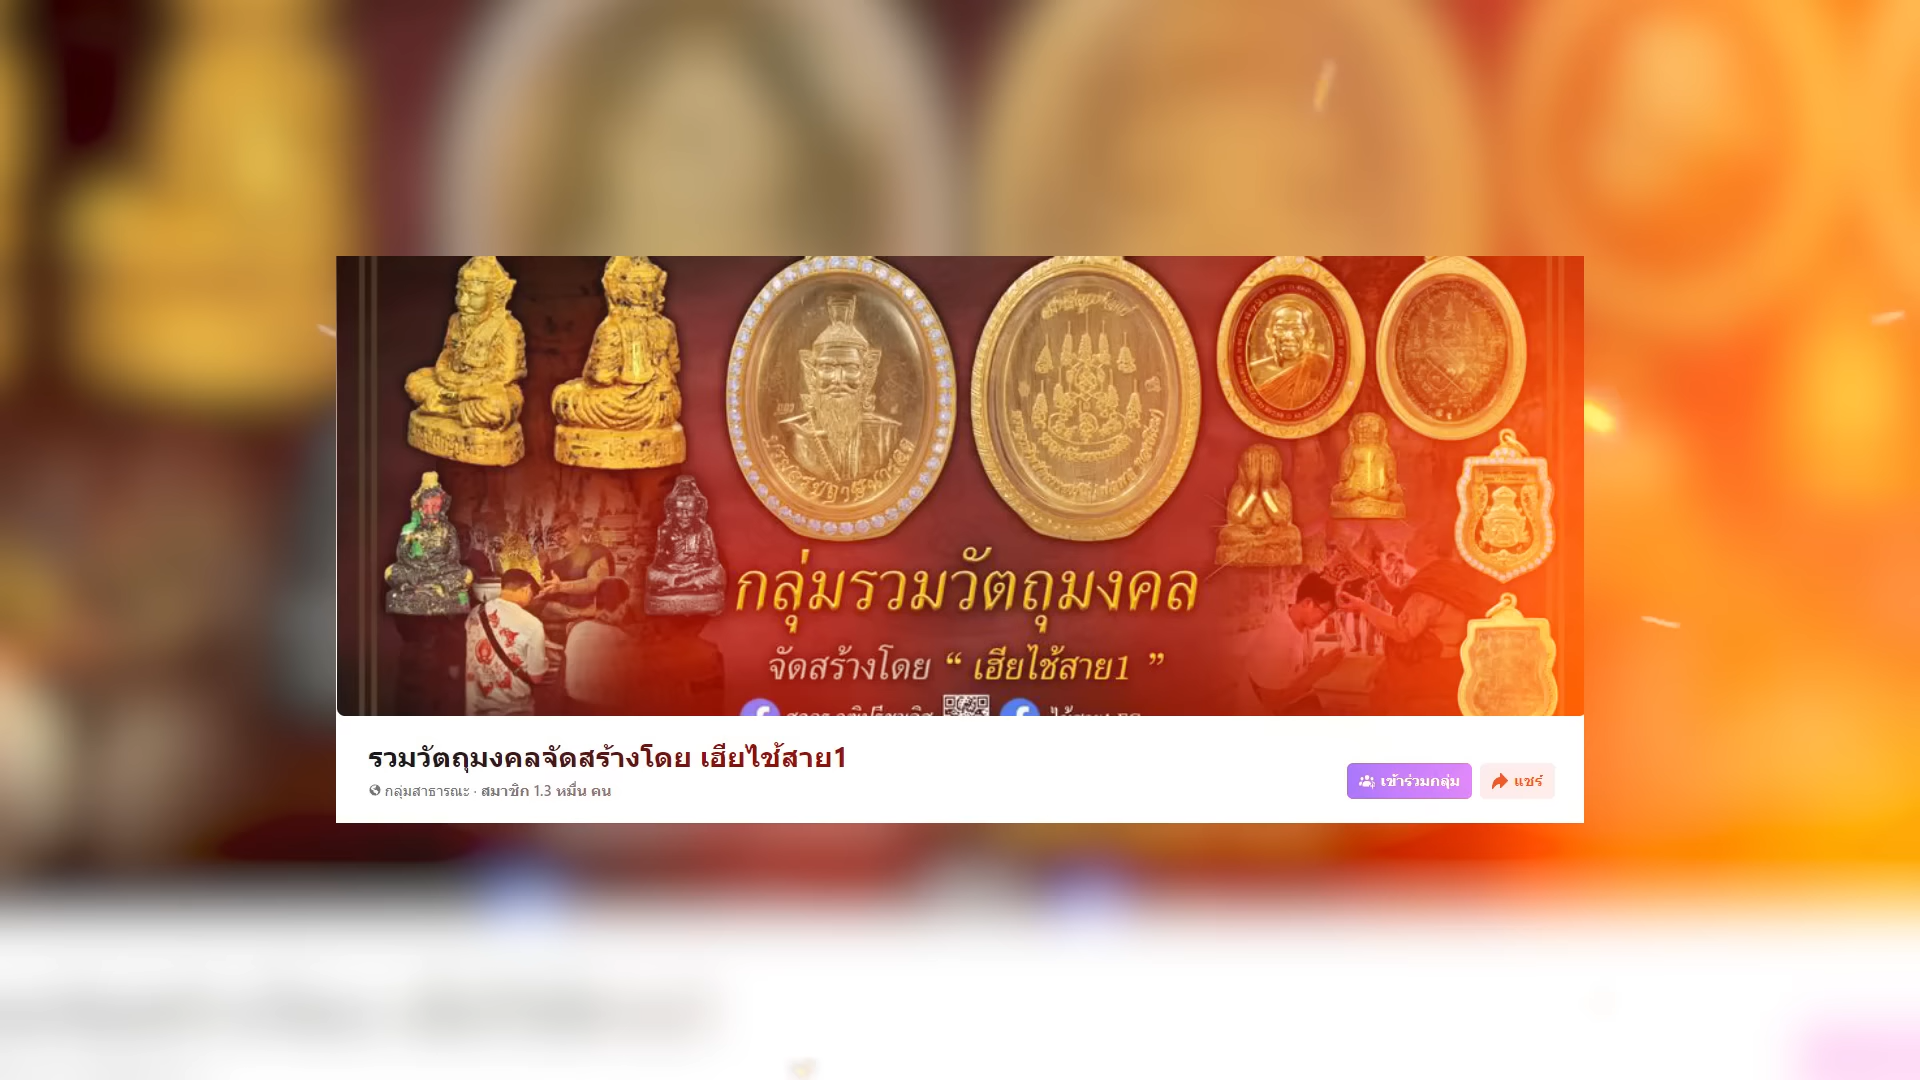 กลุ่มรวมวัตถุมงคล
จัดสร้างโดย “ เฮียไช้สาย1 ”
รวมวัตถุมงคลจัดสร้างโดย เฮียไช้สาย1
กลุ่มสาธารณะ · สมาชิก 1.3 หมื่น คน
เข้าร่วมกลุ่ม
แชร์